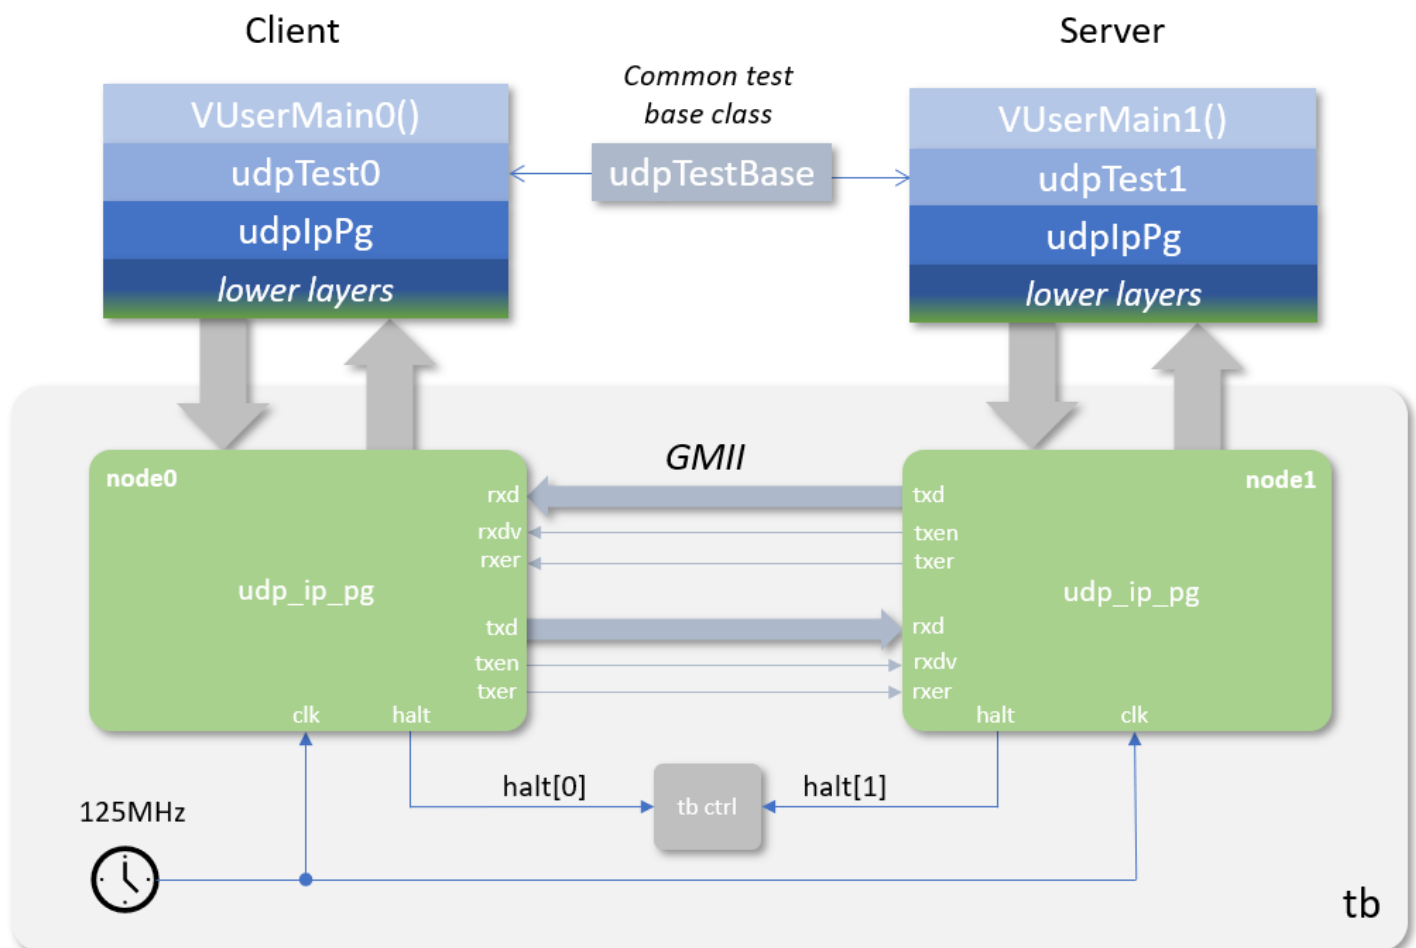 Client
Server
Common test
base class
VUserMain0()
udpTest0
udpIpPg
lower layers
udpTestBase
VUserMain1()
udpTest1
udpIpPg
lower layers
GMII
node0
rxd
rxdv
rxer
udp_ip_pg
txd
txen
txer
clk
halt
node1
txd
txen
txer
udp_ip_pg
rxd
rxdv
rxer
halt
clk
halt[0]
tb ctrl
halt[1]
125MHz
tb